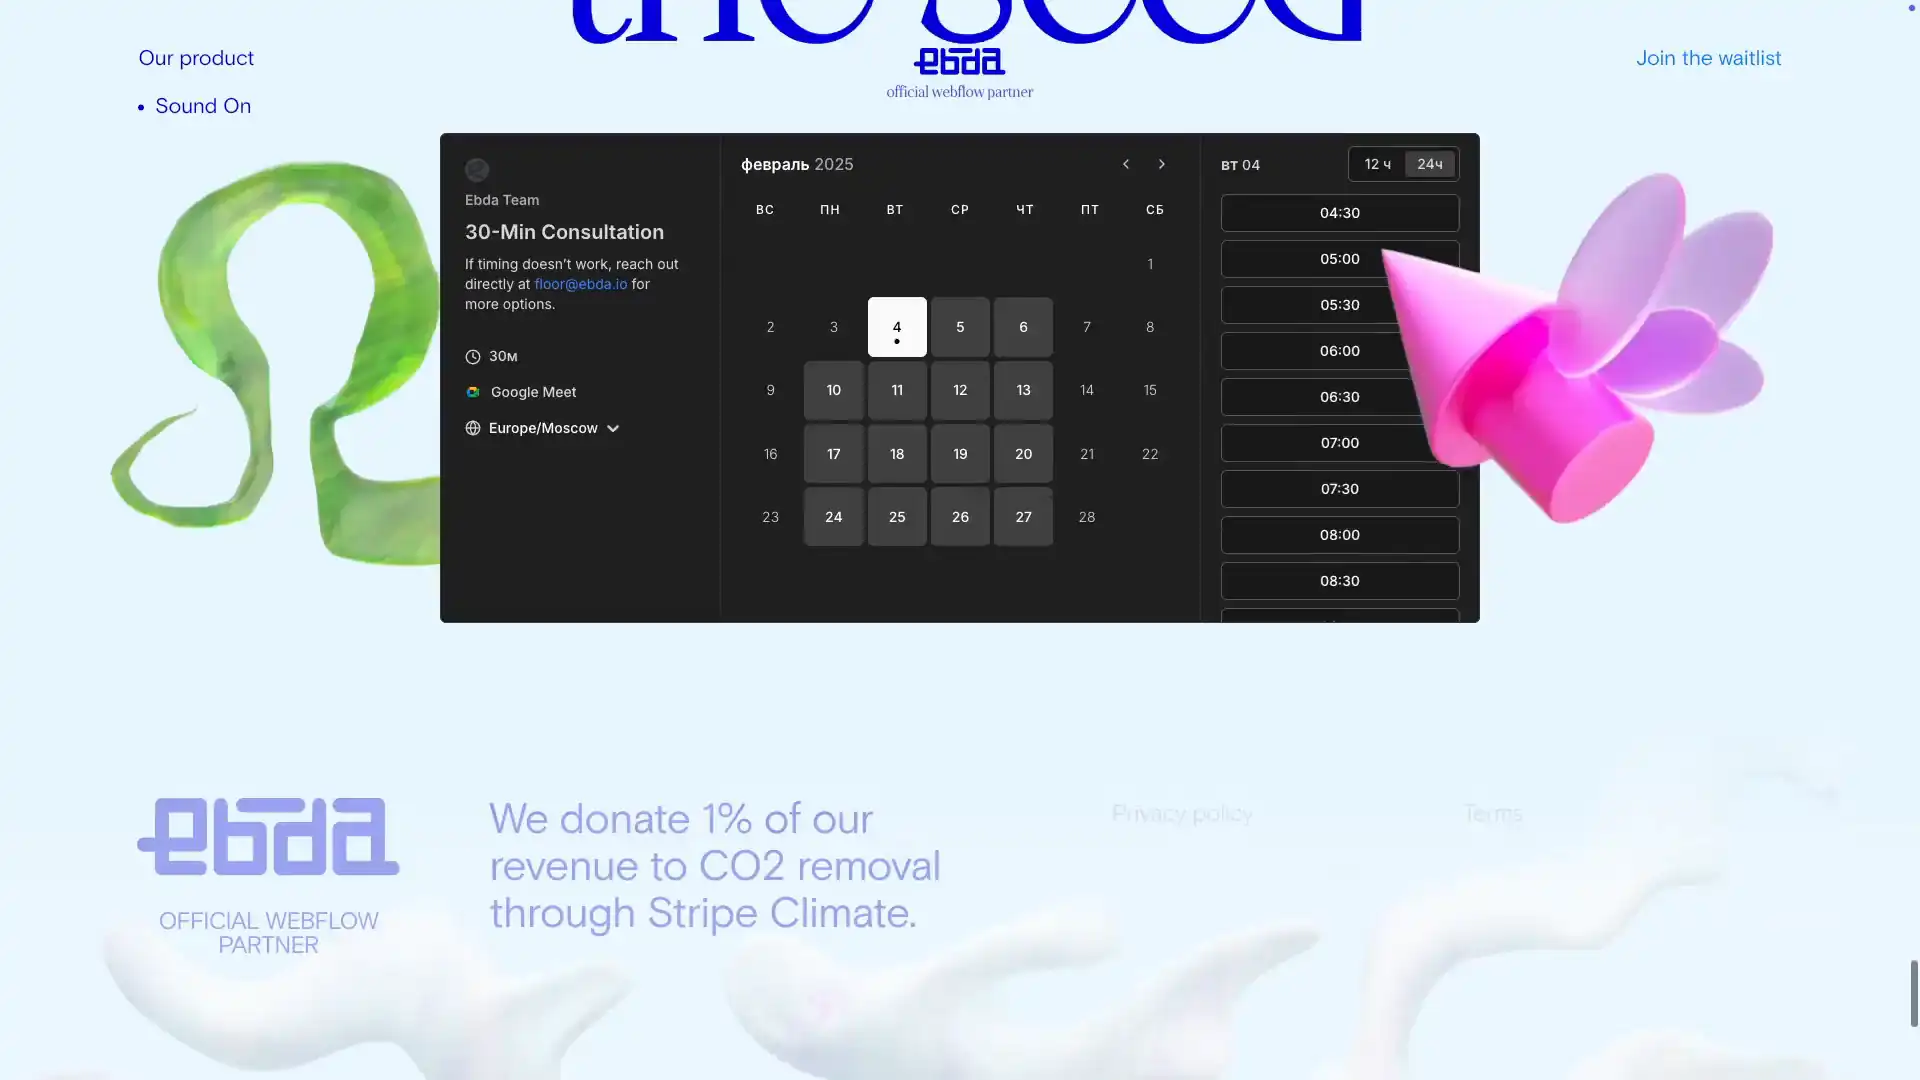 the seed
Our product
ebda
Join the waitlist
official webflow partner
Sound On
Ebda Team
30-Min Consultation
If timing doesn’t work, reach out
directly at floor@ebda.io for
more options.
30м
Google Meet
Europe/Moscow
февраль 2025
ВС ПН ВТ СР ЧТ ПТ СБ
1
2 3 4 5 6 7 8
9 10 11 12 13 14 15
16 17 18 19 20 21 22
23 24 25 26 27 28
вт 04
12 ч 24ч
04:30
05:00
05:30
06:00
06:30
07:00
07:30
08:00
08:30
ebda
OFFICIAL WEBFLOW
PARTNER
We donate 1% of our
revenue to CO2 removal
through Stripe Climate.
Privacy policy
Terms